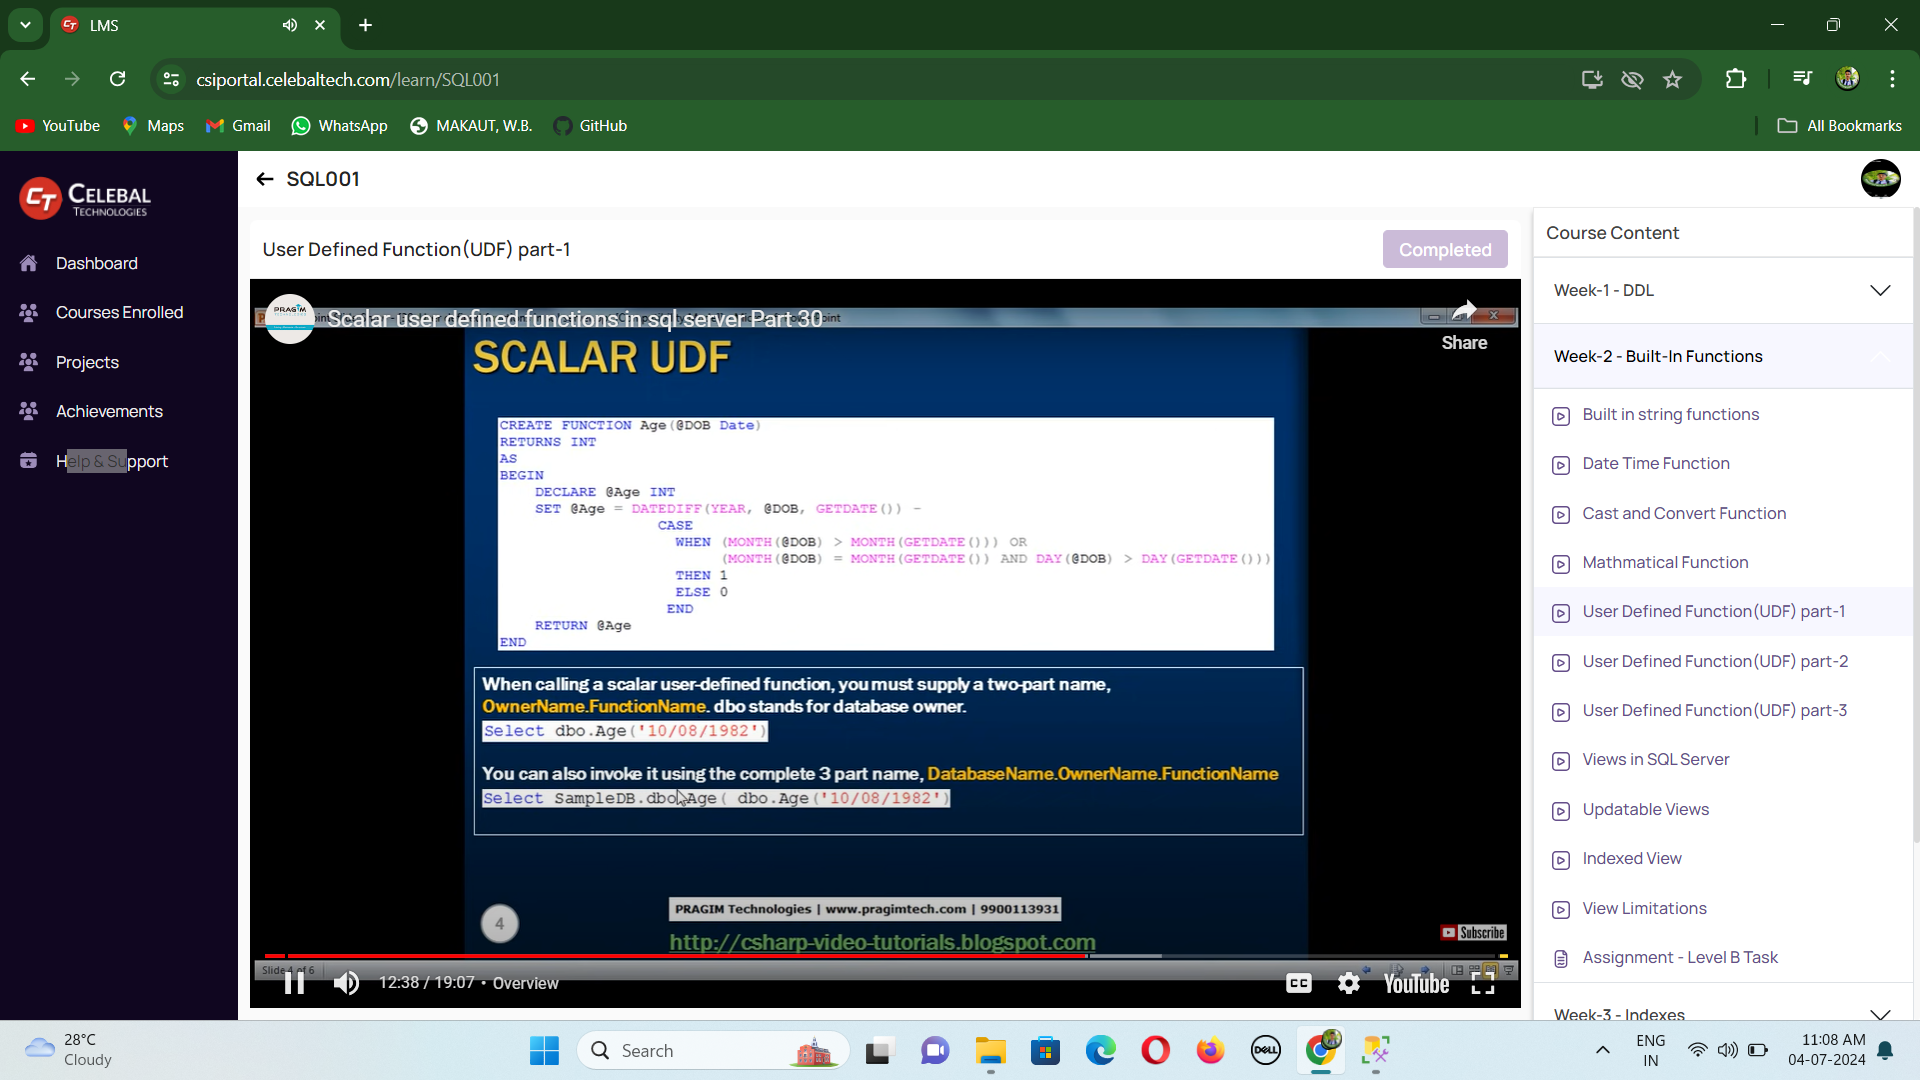 LMS
csiportal.celebaltech.com/learn/SQL001
YouTube
Maps
Gmail
WhatsApp
MAKAUT, W.B.
GitHub
All Bookmarks
CT CELEBAL
TECHNOLOGIES
Dashboard
Courses Enrolled
Projects
Achievements
Help & Support
SQL001
User Defined Function(UDF) part-1
Completed
PRAGIM
Scalar user defined functions in sql server Part 30
Share
SCALAR UDF
CREATE FUNCTION Age(@DOB Date)
RETURNS INT
AS
BEGIN
DECLARE @Age INT
SET @Age = DATEDIFF(YEAR, @DOB, GETDATE()) -
CASE
WHEN (MONTH(@DOB) > MONTH(GETDATE())) OR
(MONTH(@DOB) = MONTH(GETDATE()) AND DAY(@DOB) > DAY(GETDATE()))
THEN 1
ELSE 0
END
RETURN @Age
END
When calling a scalar user-defined function, you must supply a two-part name,
OwnerName.FunctionName. dbo stands for database owner.
Select dbo.Age('10/08/1982')
You can also invoke it using the complete 3 part name, DatabaseName.OwnerName.FunctionName
Select SampleDB.dbo.Age( dbo.Age('10/08/1982')
4
PRAGIM Technologies | www.pragimtech.com | 9900113931
http://csharp-video-tutorials.blogspot.com
Subscribe
Slide 4 of 6
12:38 / 19:07 • Overview
CC
YouTube
Course Content
Week-1 - DDL
Week-2 - Built-In Functions
Built in string functions
Date Time Function
Cast and Convert Function
Mathmatical Function
User Defined Function(UDF) part-1
User Defined Function(UDF) part-2
User Defined Function(UDF) part-3
Views in SQL Server
Updatable Views
Indexed View
View Limitations
Assignment - Level B Task
Week-3 - Indexes
28°C
Cloudy
Search
DELL
ENG
IN
11:08 AM
04-07-2024